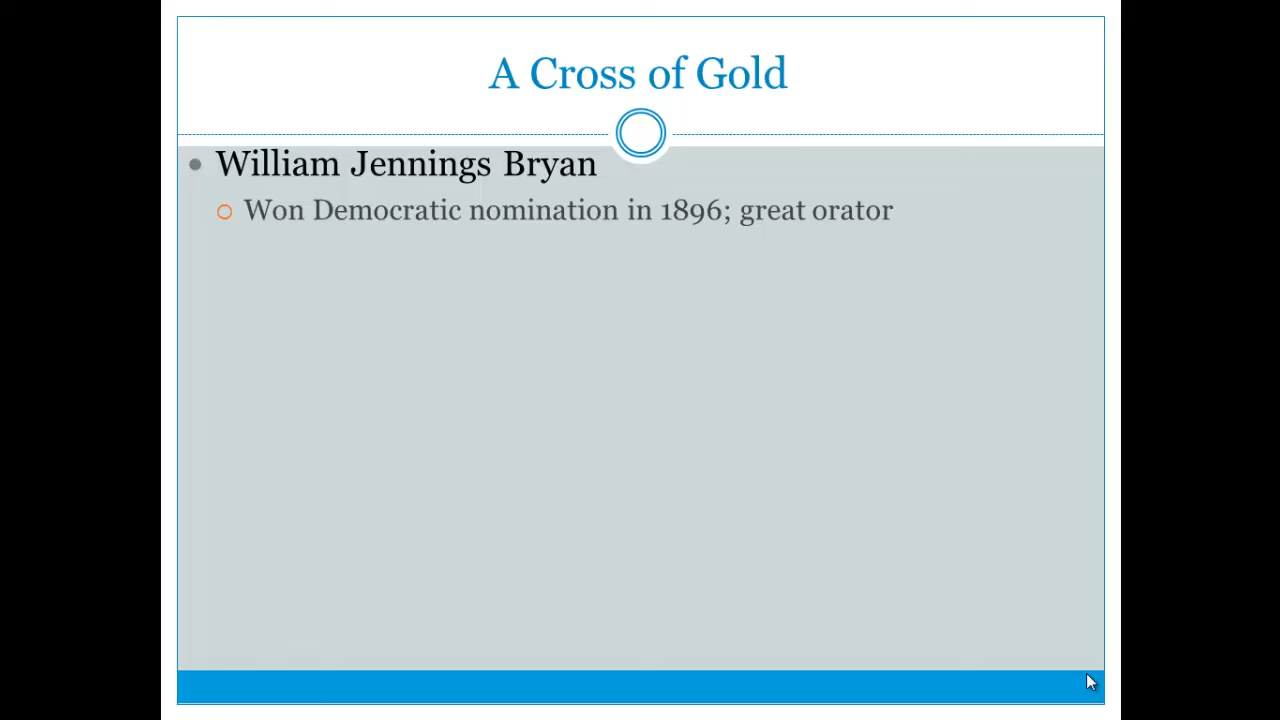 A Cross of Gold
William Jennings Bryan
Won Democratic nomination in 1896; great orator